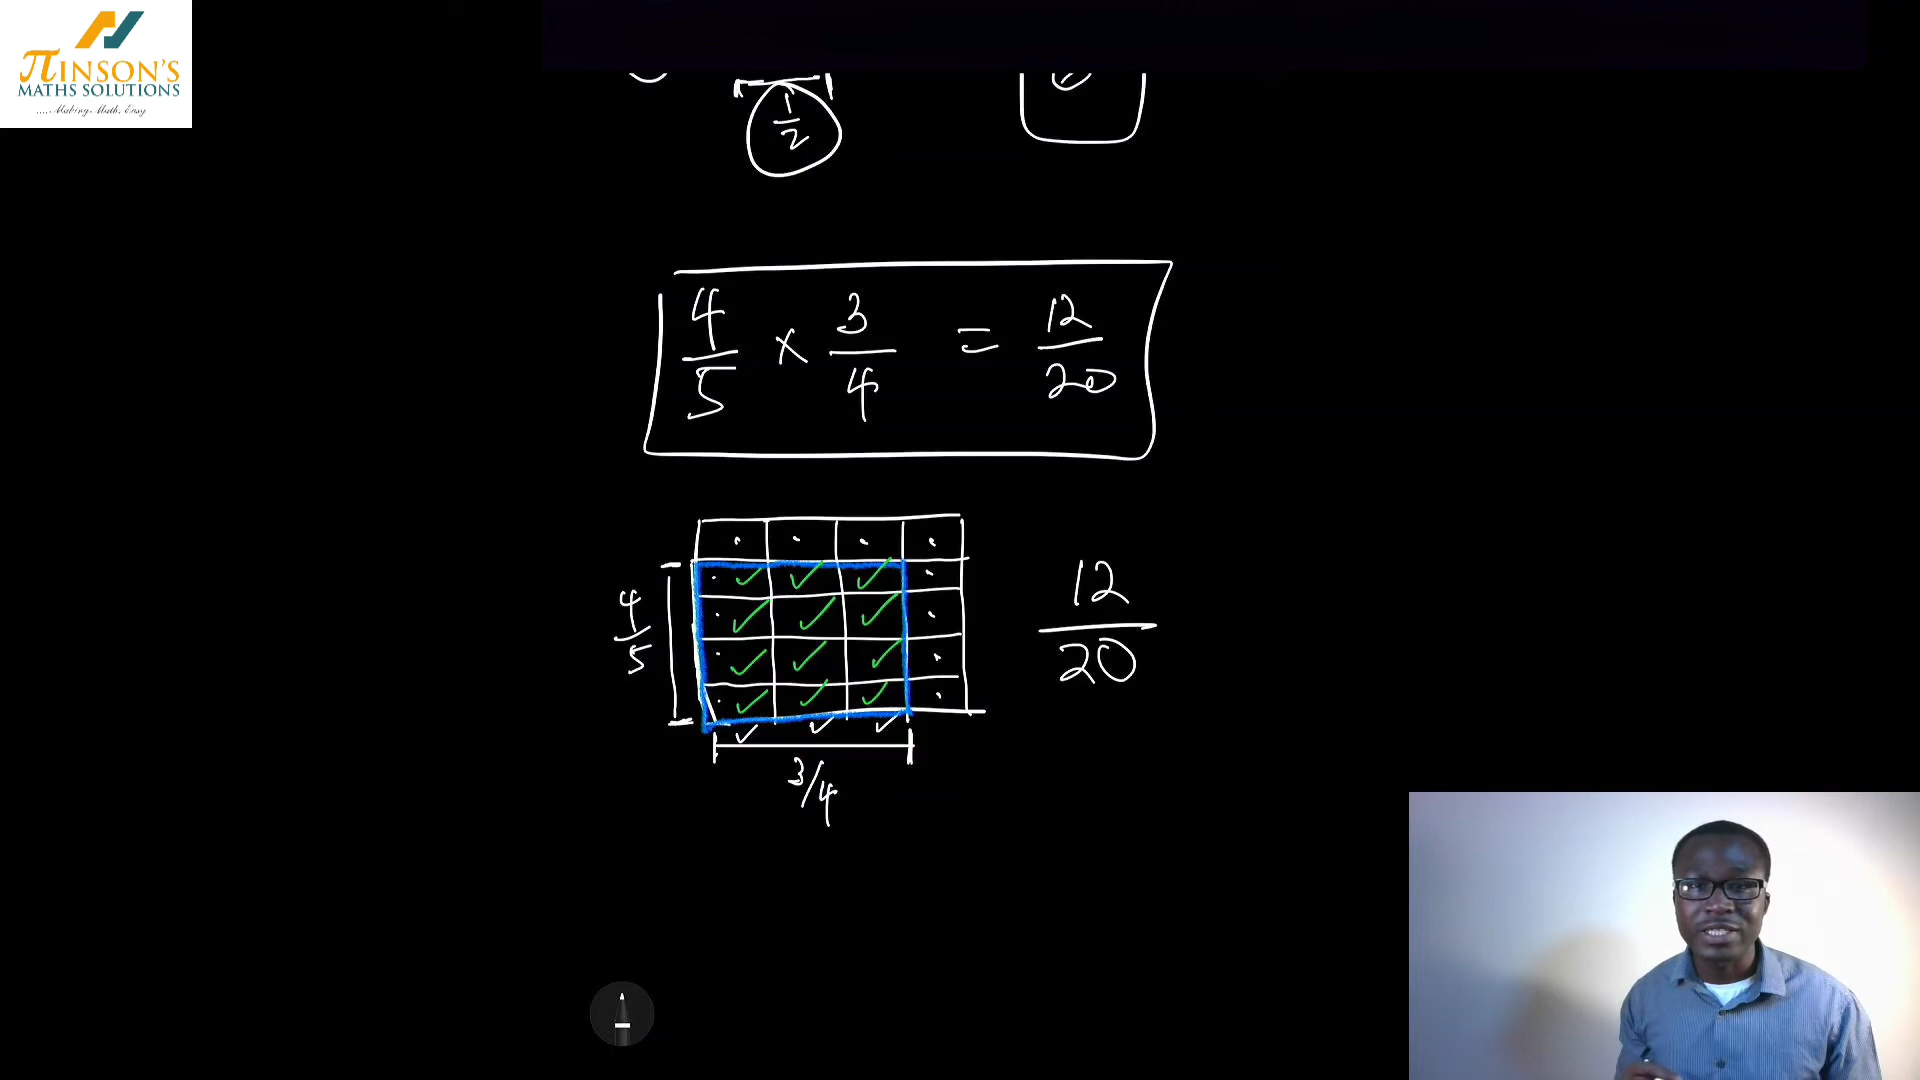 πINSON'S
MATHS SOLUTIONS
.....Making Math, Easy
1/2
4/5 × 3/4 = 12/20
4/5
12/20
3/4